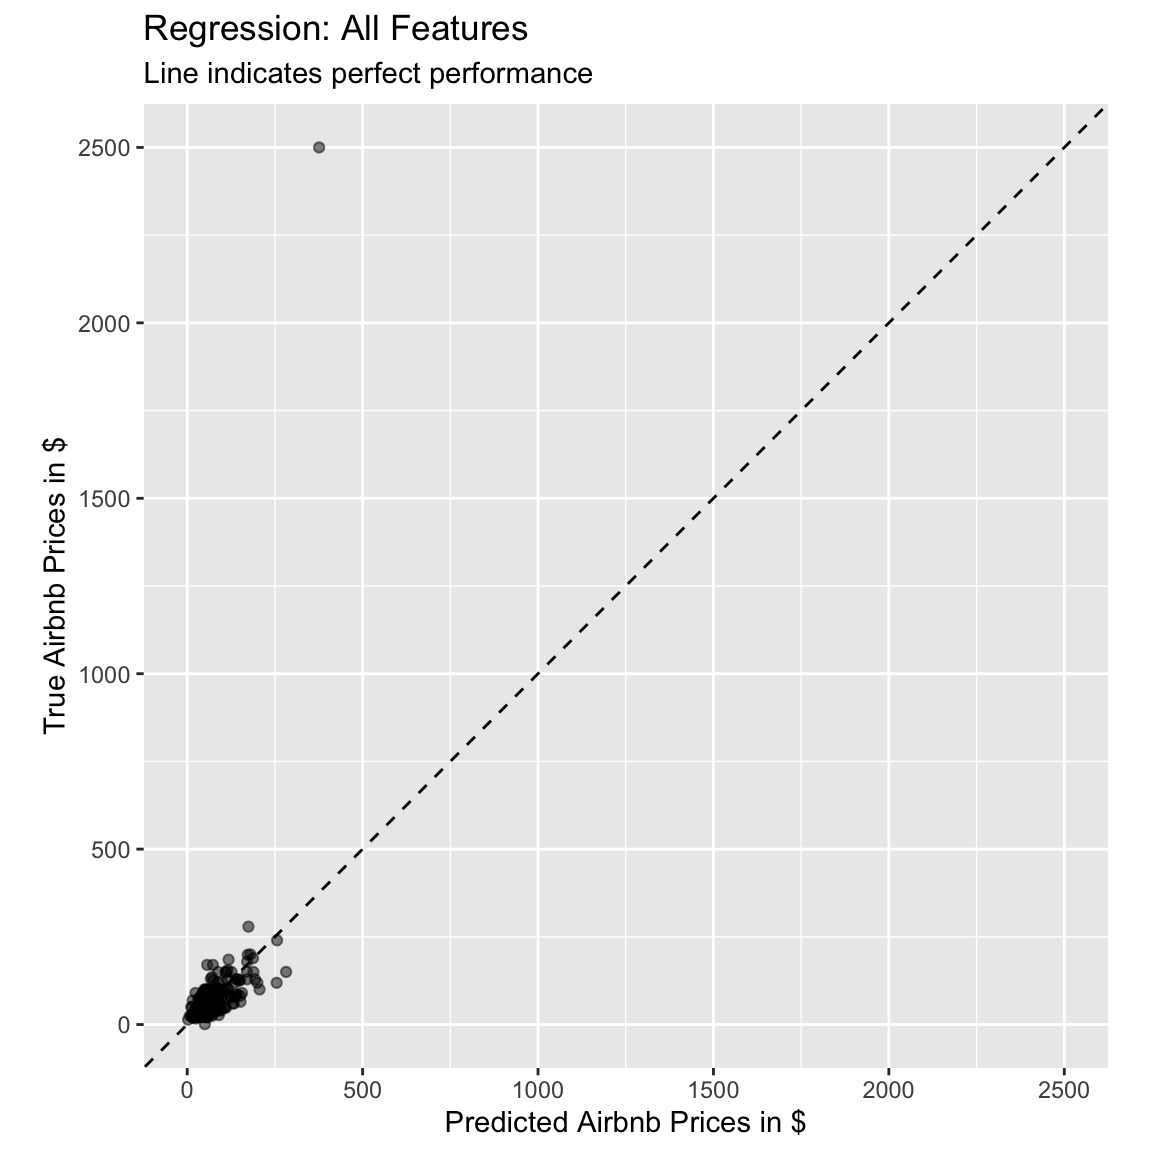 Regression: All Features
Line indicates perfect performance
2500
2000
1500
1000
500
0
True Airbnb Prices in $
0 500 1000 1500 2000 2500
Predicted Airbnb Prices in $